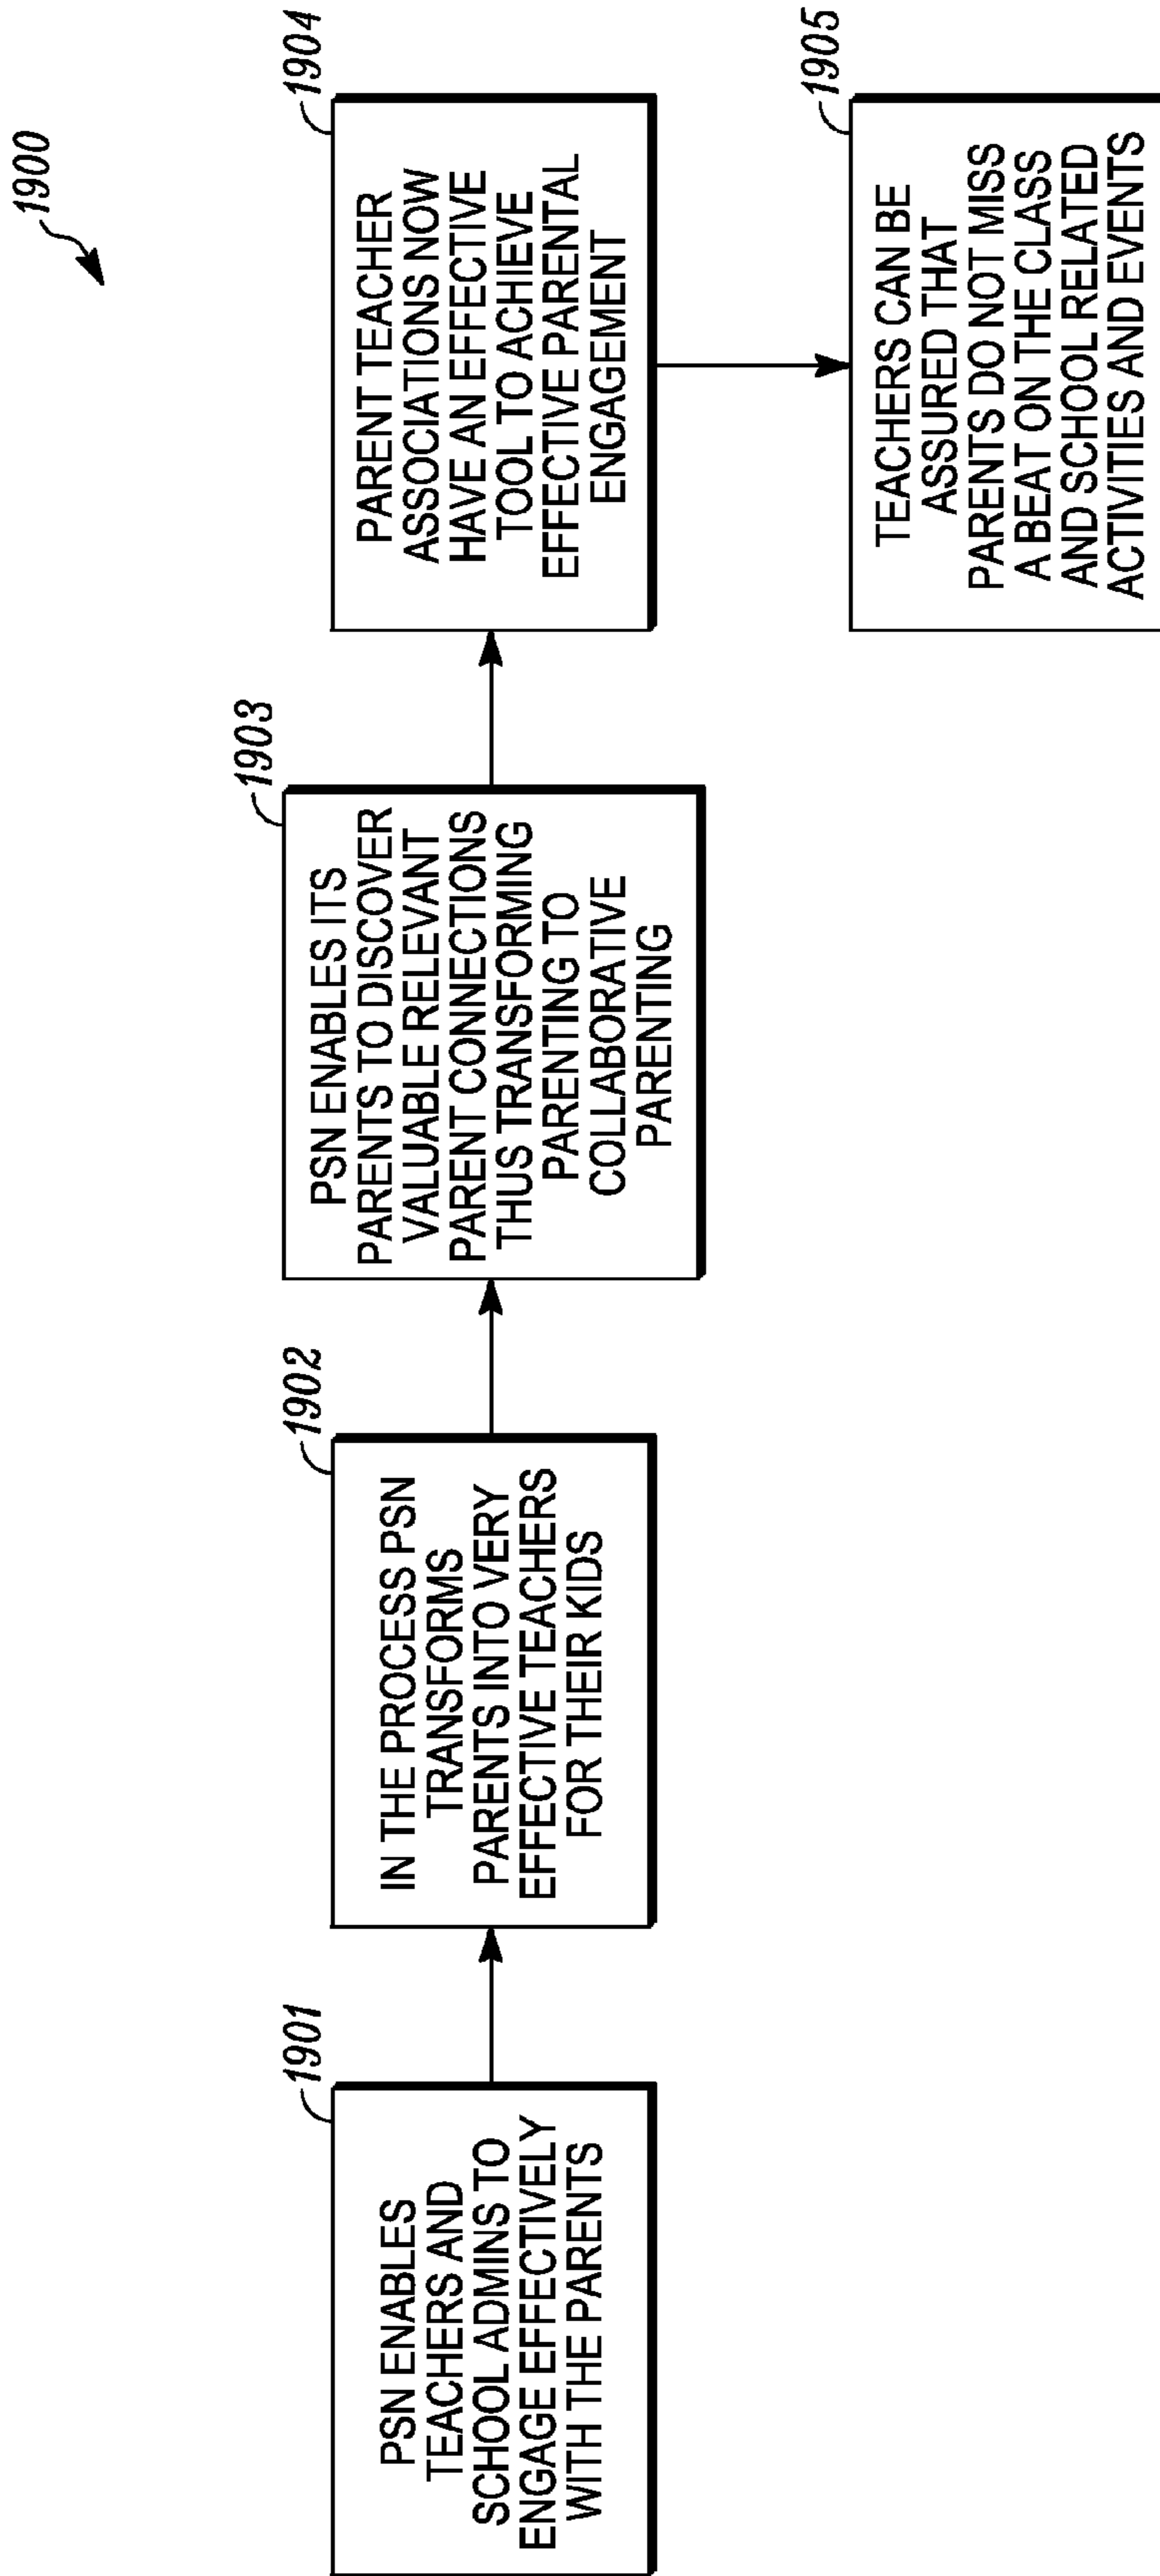 1900
1901
PSN ENABLES
TEACHERS AND
SCHOOL ADMINS TO
ENGAGE EFFECTIVELY
WITH THE PARENTS
1902
IN THE PROCESS PSN
TRANSFORMS
PARENTS INTO VERY
EFFECTIVE TEACHERS
FOR THEIR KIDS
1903
PSN ENABLES ITS
PARENTS TO DISCOVER
VALUABLE RELEVANT
PARENT CONNECTIONS
THUS TRANSFORMING
PARENTING TO
COLLABORATIVE
PARENTING
1904
PARENT TEACHER
ASSOCIATIONS NOW
HAVE AN EFFECTIVE
TOOL TO ACHIEVE
EFFECTIVE PARENTAL
ENGAGEMENT
1905
TEACHERS CAN BE
ASSURED THAT
PARENTS DO NOT MISS
A BEAT ON THE CLASS
AND SCHOOL RELATED
ACTIVITIES AND EVENTS